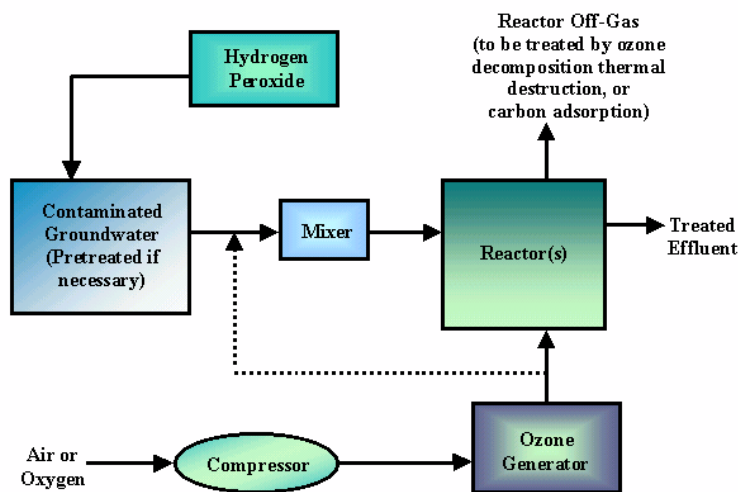 Reactor Off-Gas
(to be treated by ozone
decomposition thermal
destruction, or
carbon adsorption)
Hydrogen
Peroxide
Contaminated
Groundwater
(Pretreated if
necessary)
Mixer
Reactor(s)
Treated
Effluent
Air or
Oxygen
Compressor
Ozone
Generator